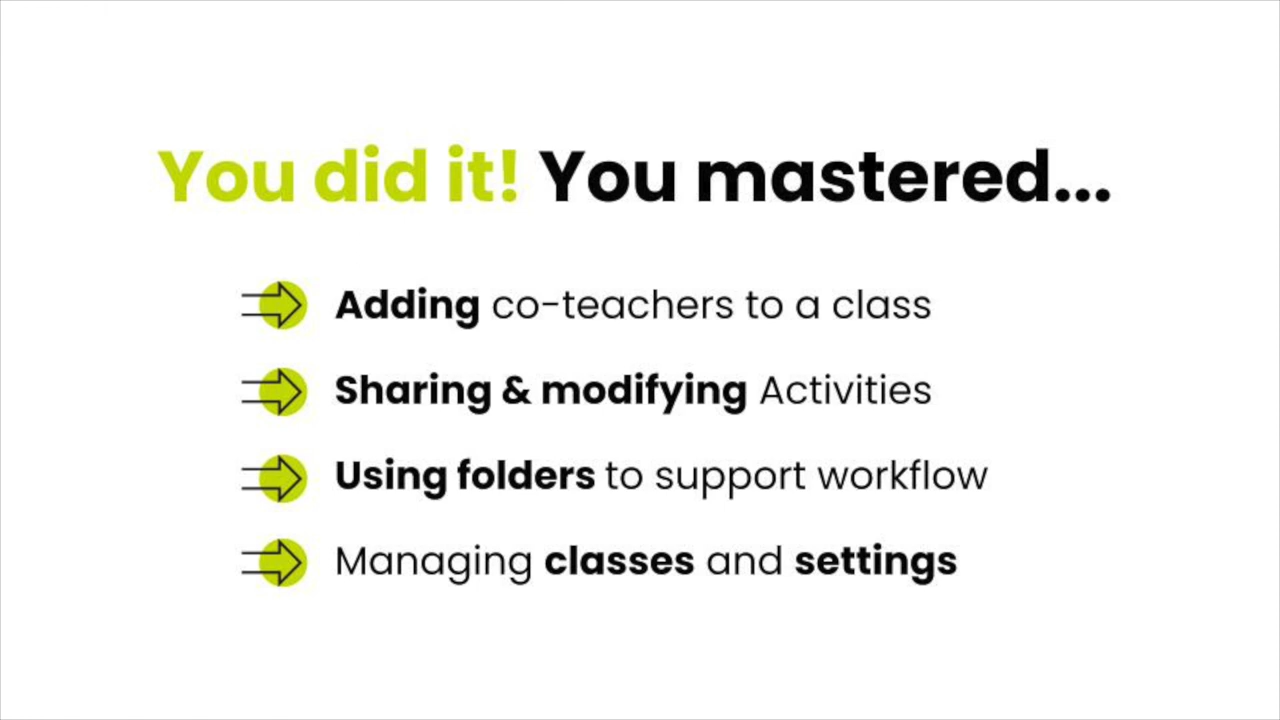 You did it! You mastered...
Adding co-teachers to a class
Sharing & modifying Activities
Using folders to support workflow
Managing classes and settings